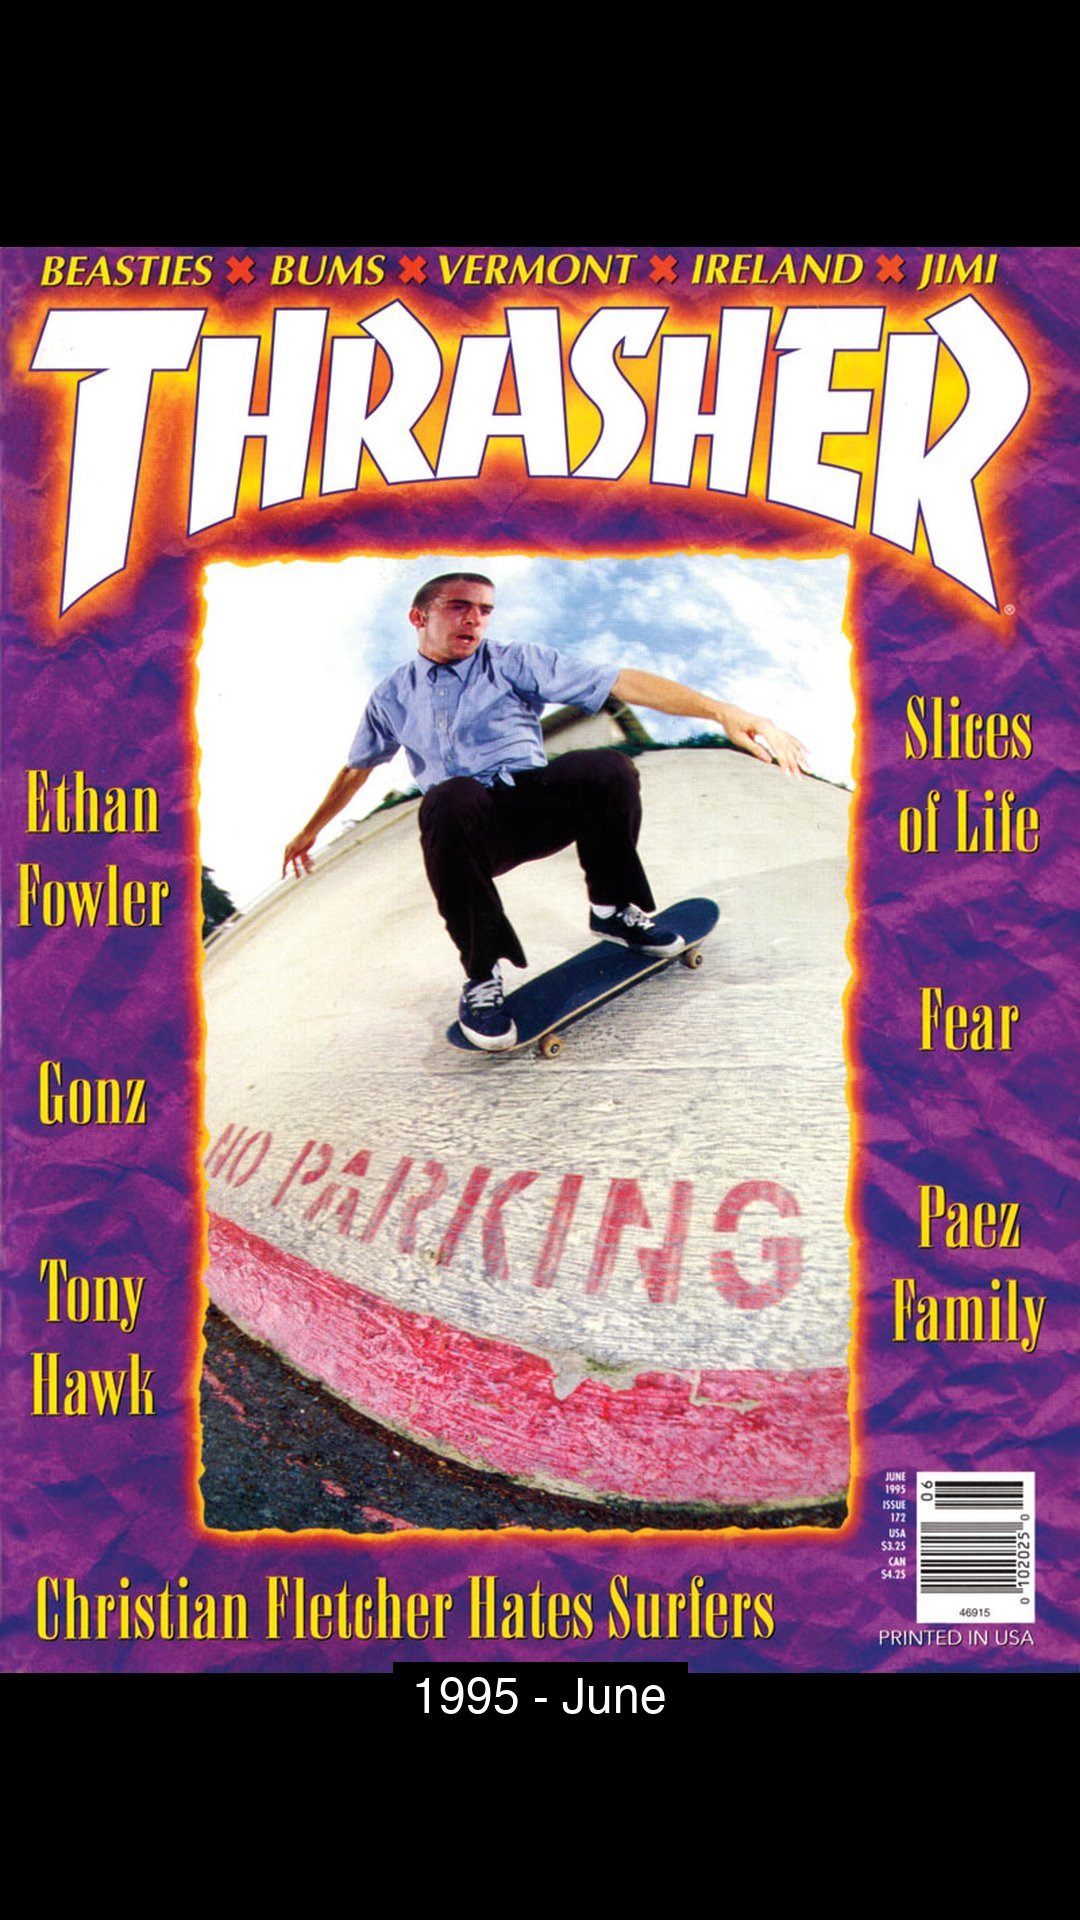 BEASTIES ✖ BUMS ✖ VERMONT ✖ IRELAND ✖ JIMI
THRASHER®
Slices
of Life
Ethan
Fowler
Fear
Gonz
Paez
Family
Tony
Hawk
NO PARKING
JUNE
1995
ISSUE
172
USA
$3.25
CAN
$4.25
06
0 102025 0
46915
PRINTED IN USA
Christian Fletcher Hates Surfers
1995 - June